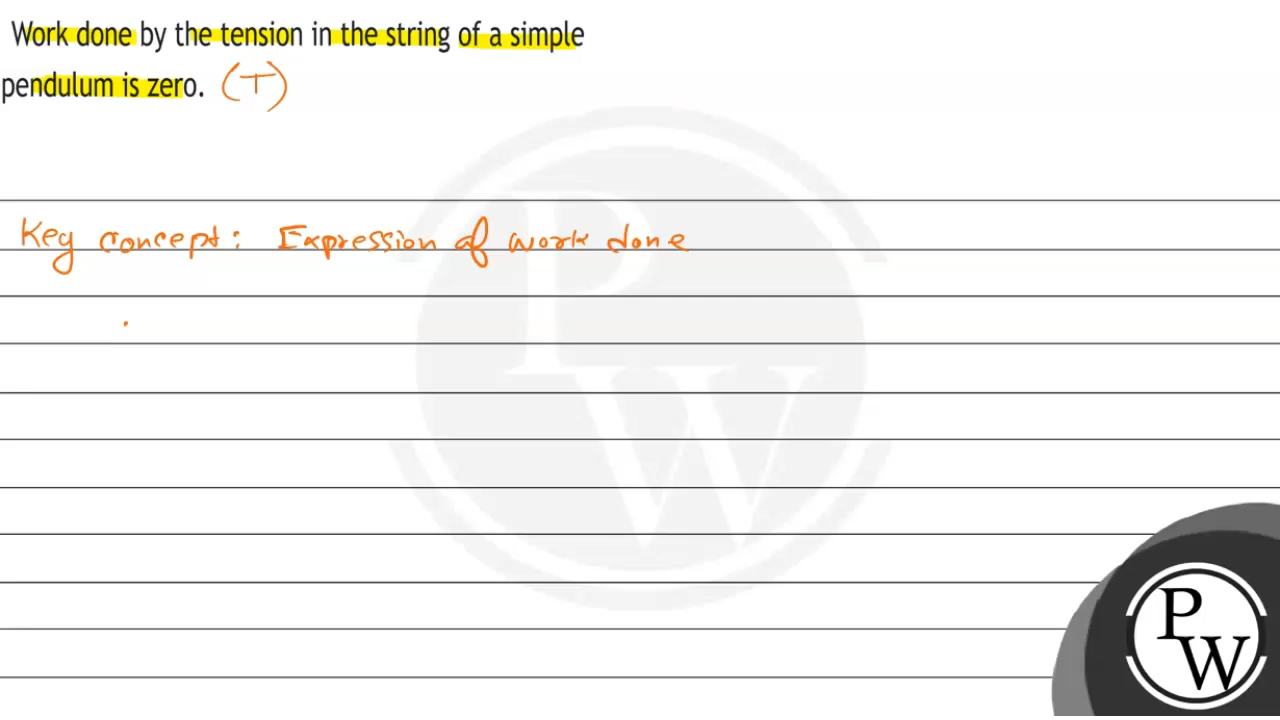 Work done by the tension in the string of a simple
pendulum is zero. (T)
Key concept: Expression of work done
P
W
P
W